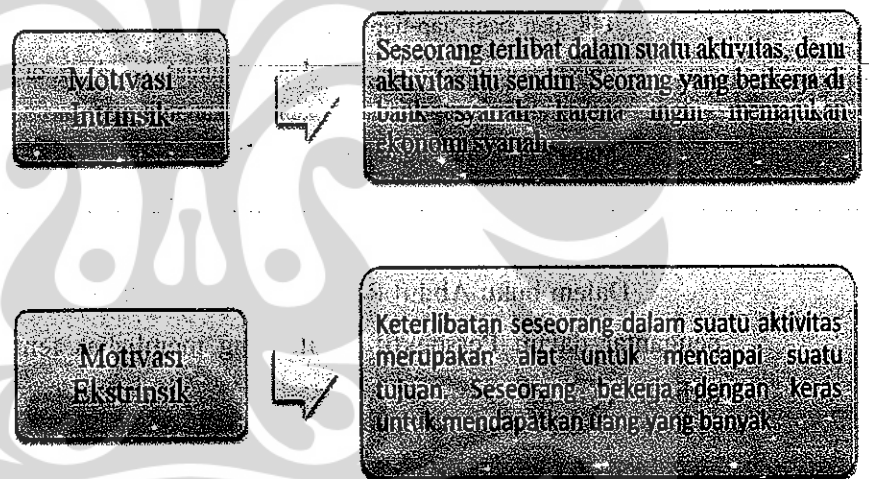 Motivasi
Intrinsik
Seseorang terlibat dalam suatu aktivitas, demi
aktivitas itu sendiri. Seorang yang berkerja di
bank syariah karena ingin memajukan
ekonomi syariah.
Motivasi
Ekstrinsik
Keterlibatan seseorang dalam suatu aktivitas
merupakan alat untuk mencapai suatu
tujuan. Seseorang bekerja dengan keras
untuk mendapatkan uang yang banyak.